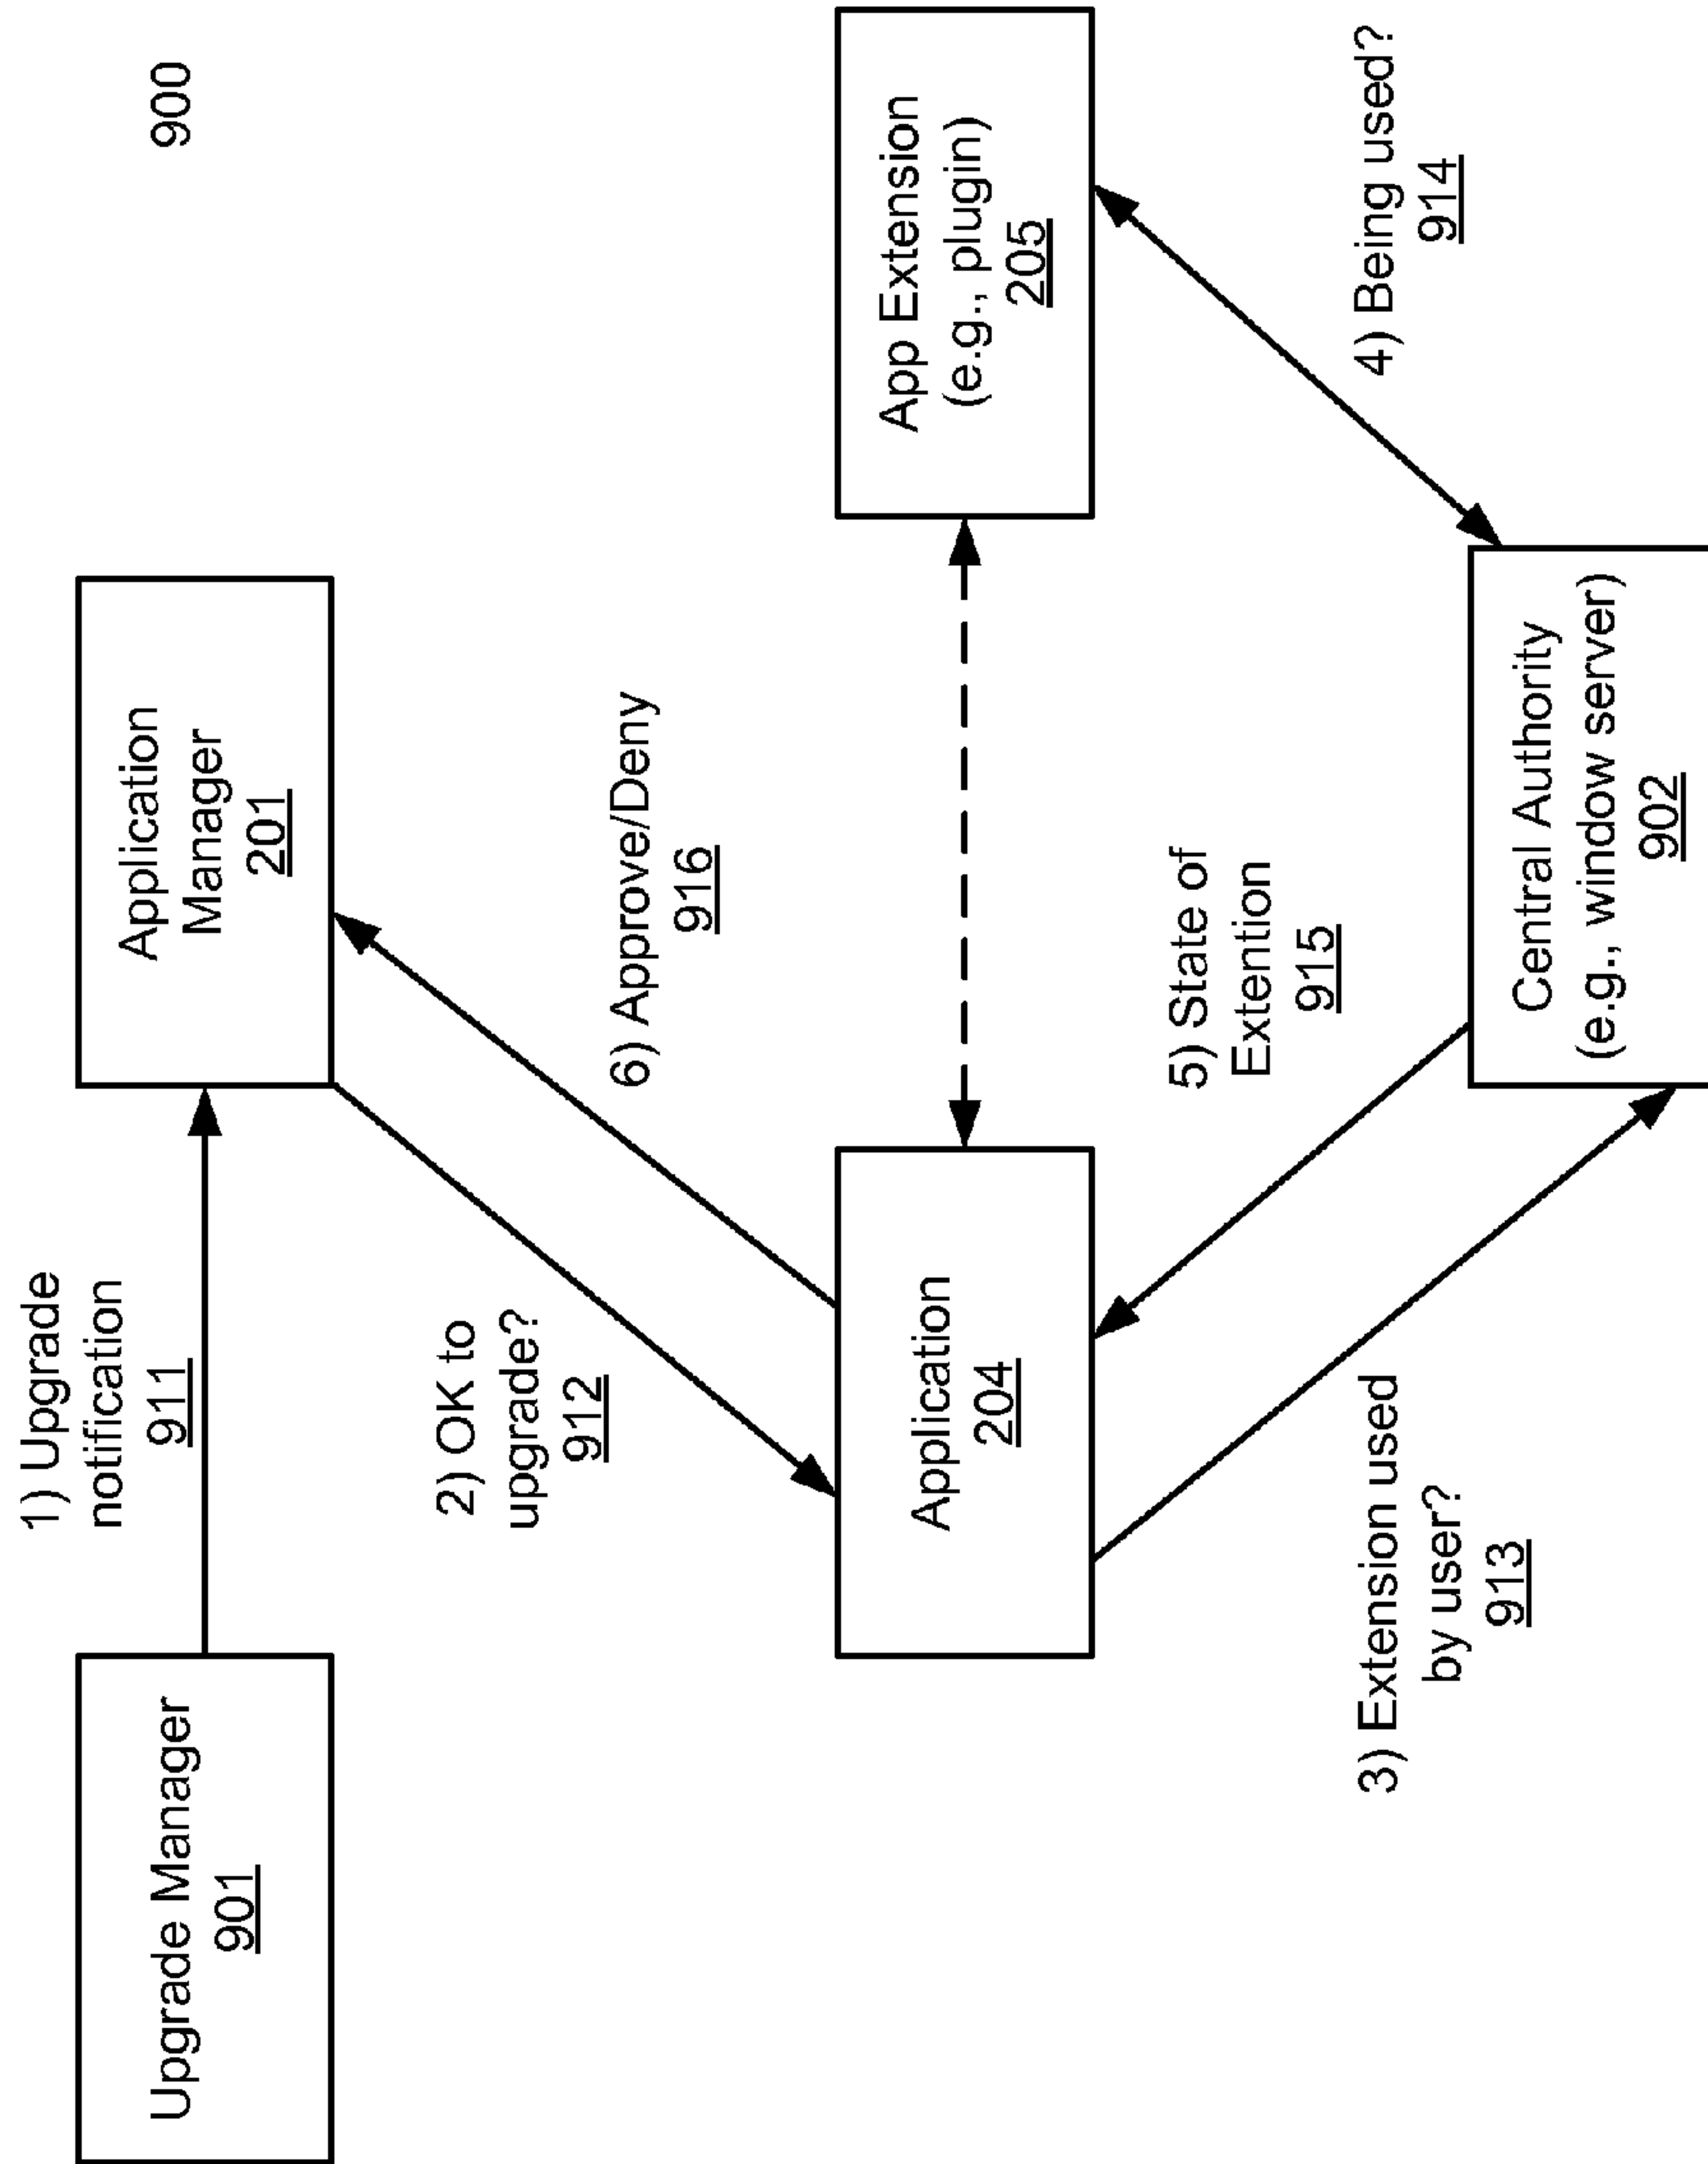 900
1) Upgrade
notification
911
Upgrade Manager
901
Application
Manager
201
2) OK to
upgrade?
912
6) Approve/Deny
916
Application
204
App Extension
(e.g., plugin)
205
3) Extension used
by user?
913
5) State of
Extention
915
4) Being used?
914
Central Authority
(e.g., window server)
902